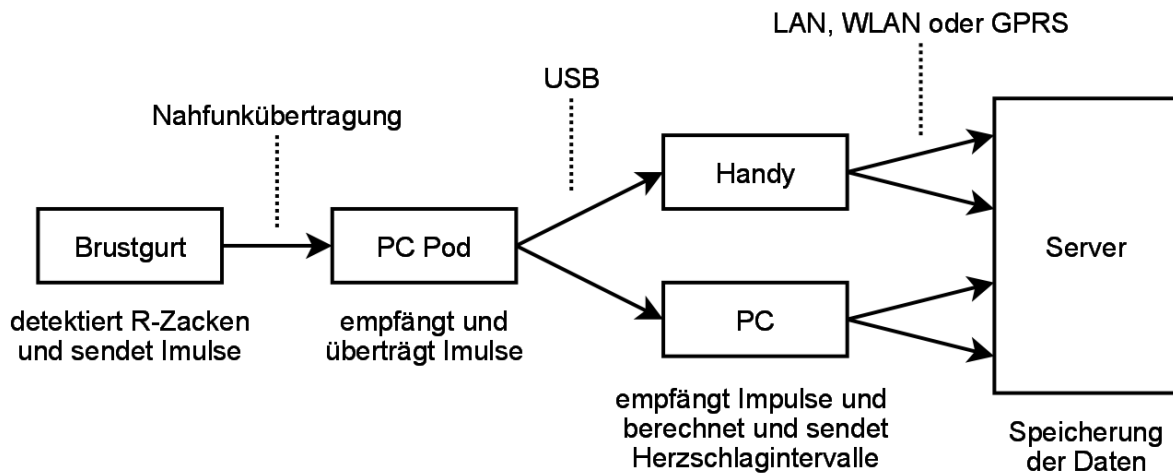 LAN, WLAN oder GPRS
USB
Nahfunkübertragung
Handy
Brustgurt
PC Pod
Server
PC
detektiert R-Zacken
und sendet Imulse
empfängt und
überträgt Imulse
empfängt Impulse und
berechnet und sendet
Herzschlagintervalle
Speicherung
der Daten